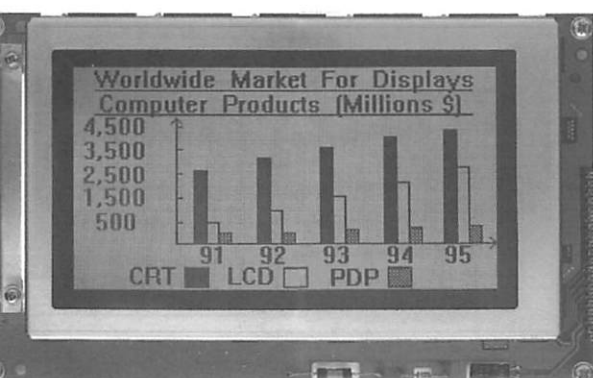 Worldwide Market For Displays
Computer Products (Millions $)
4,500
3,500
2,500
1,500
500
91 92 93 94 95
CRT LCD PDP